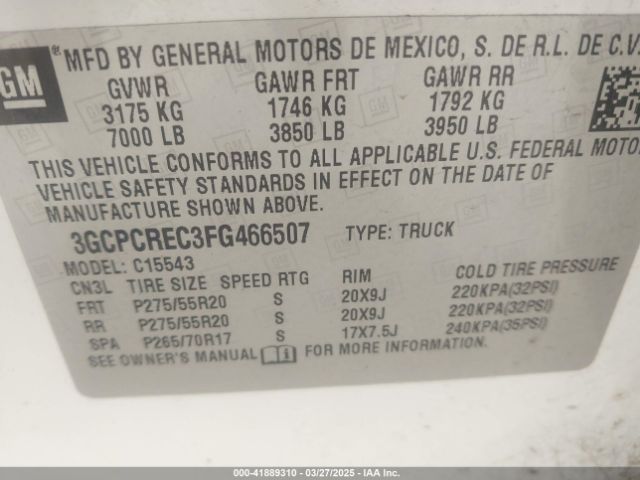 GM
® MFD BY GENERAL MOTORS DE MEXICO, S. DE R.L. DE C.V.
GVWR GAWR FRT GAWR RR
3175 KG 1746 KG 1792 KG
7000 LB 3850 LB 3950 LB
THIS VEHICLE CONFORMS TO ALL APPLICABLE U.S. FEDERAL MOTOR
VEHICLE SAFETY STANDARDS IN EFFECT ON THE DATE OF
MANUFACTURE SHOWN ABOVE.
3GCPCREC3FG466507 TYPE: TRUCK
MODEL: C15543
CN3L TIRE SIZE SPEED RTG RIM COLD TIRE PRESSURE
FRT P275/55R20 S 20X9J 220KPA(32PSI)
RR P275/55R20 S 20X9J 220KPA(32PSI)
SPA P265/70R17 S 17X7.5J 240KPA(35PSI)
SEE OWNER'S MANUAL FOR MORE INFORMATION.
000-41889310 - 03/27/2025 - IAA Inc.